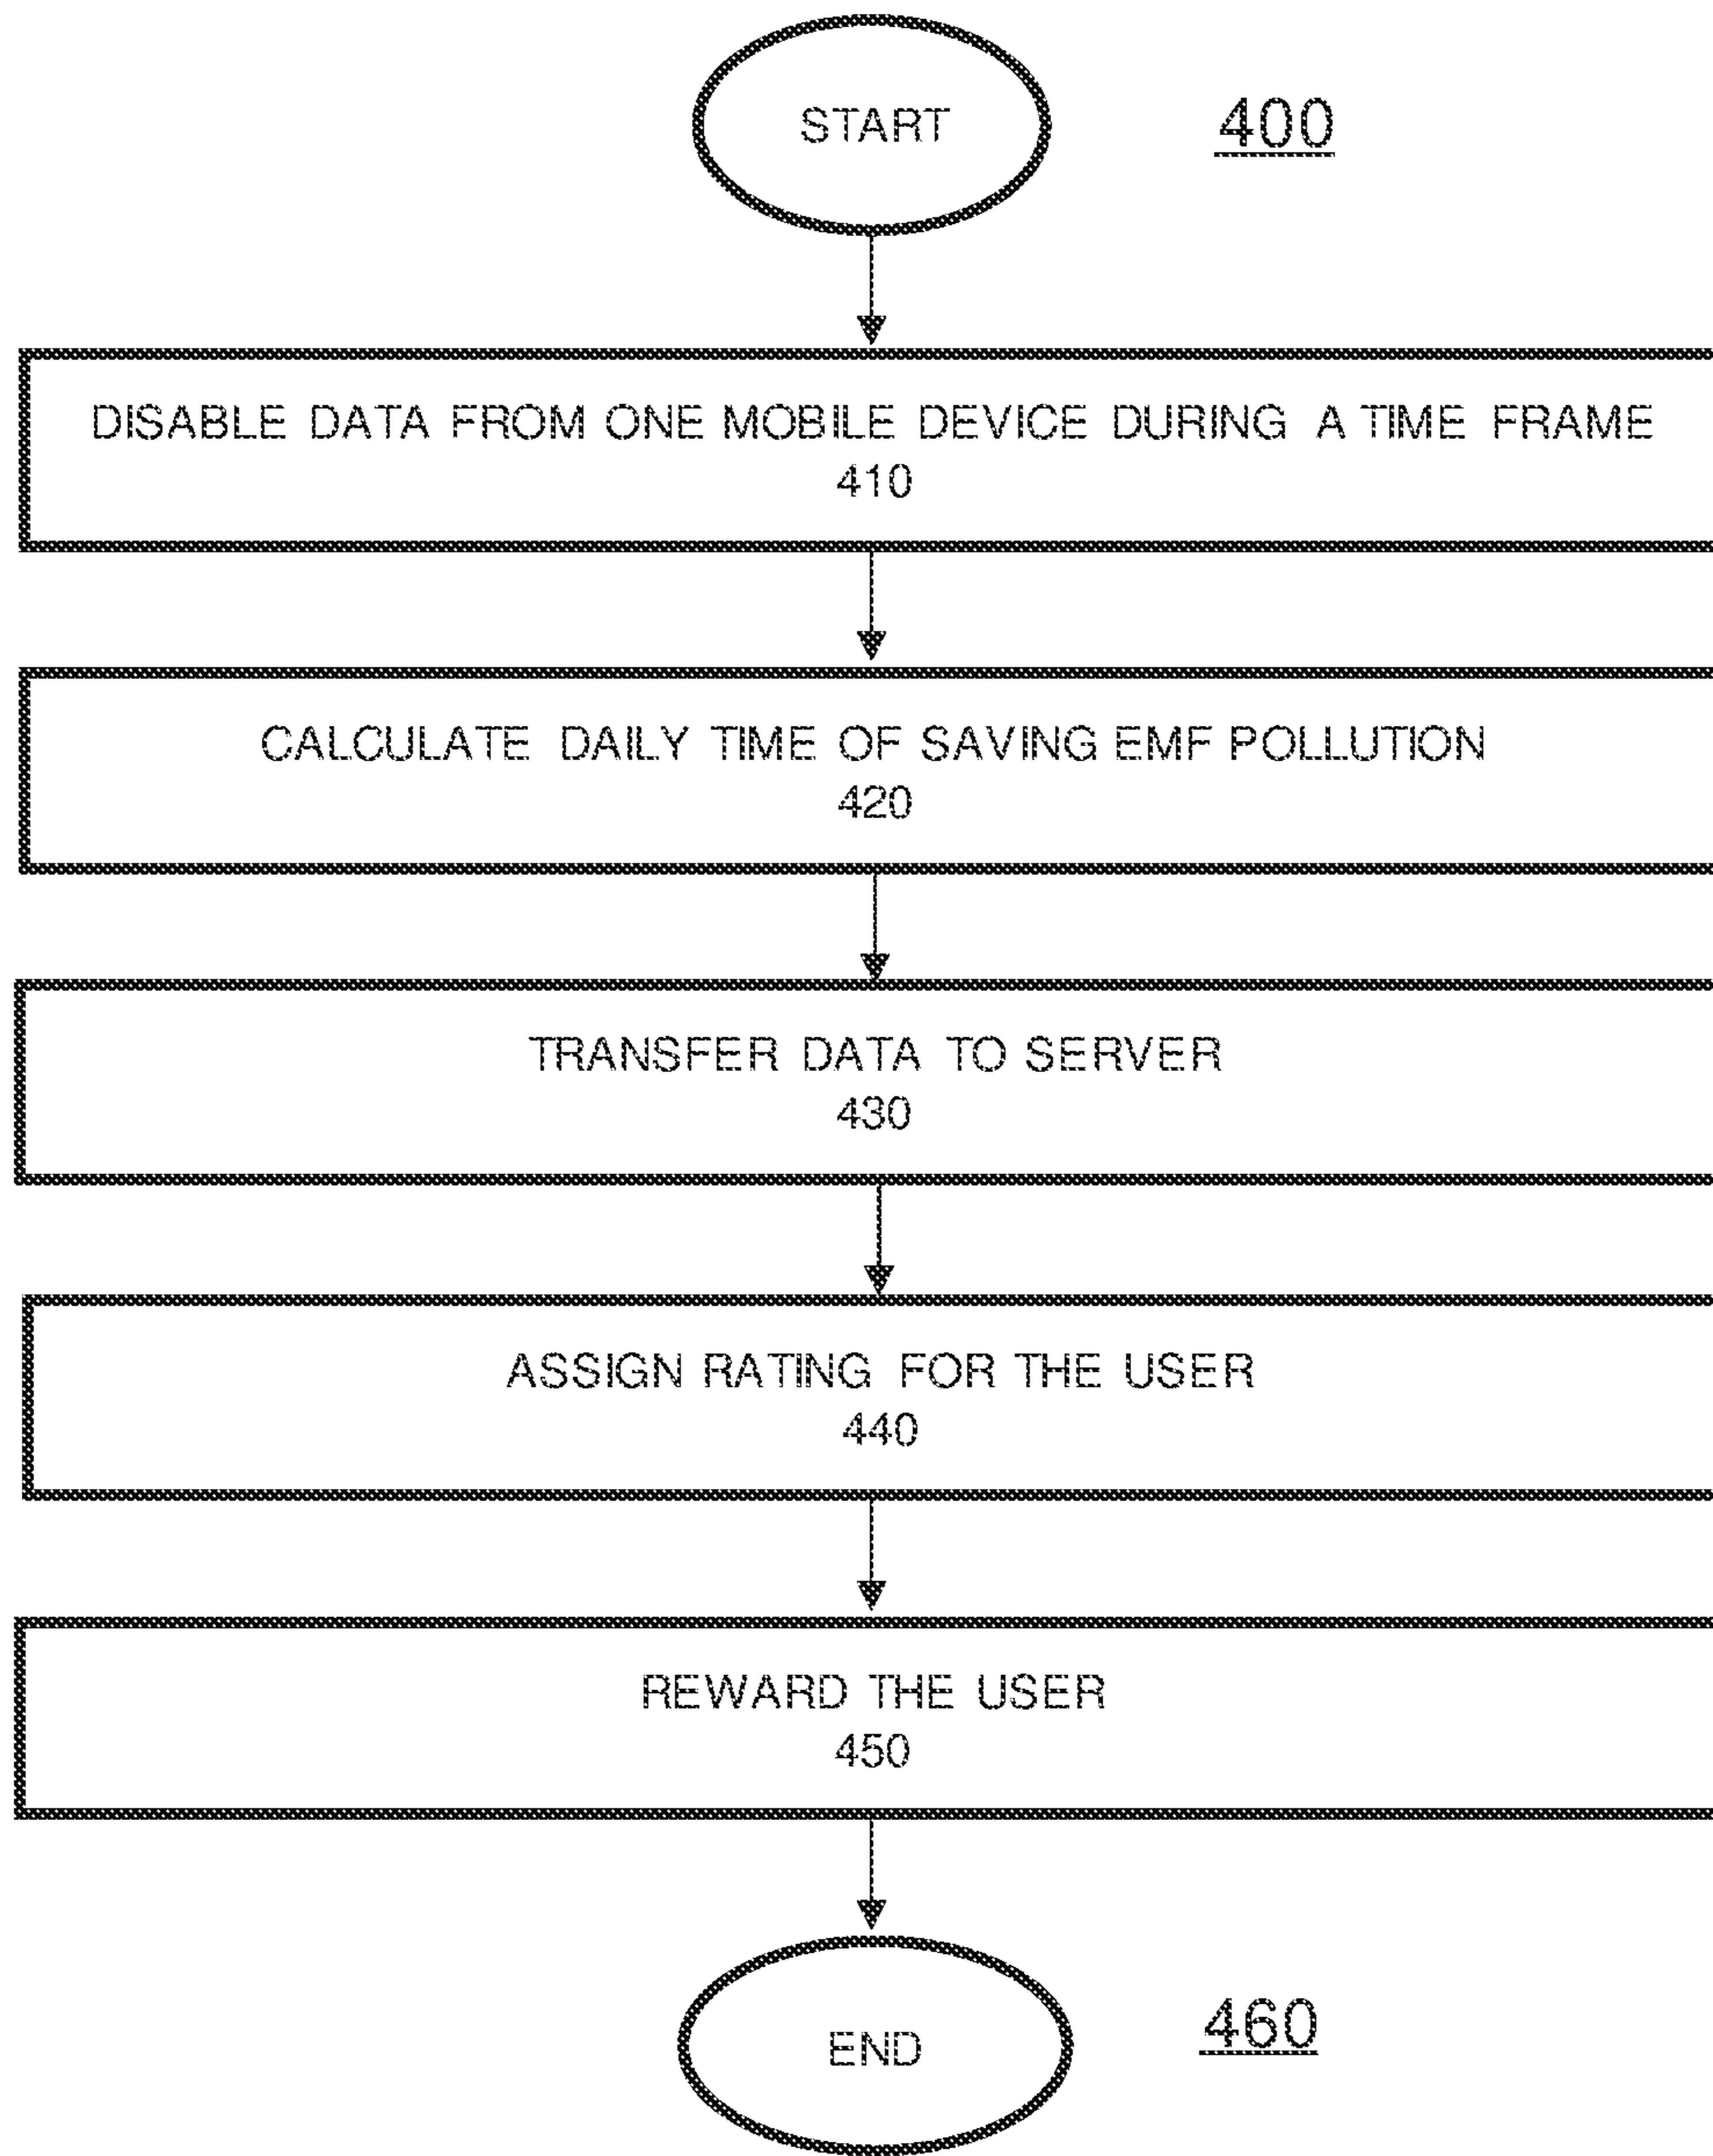 START
400
DISABLE DATA FROM ONE MOBILE DEVICE DURING A TIME FRAME
410
CALCULATE DAILY TIME OF SAVING EMF POLLUTION
420
TRANSFER DATA TO SERVER
430
ASSIGN RATING FOR THE USER
440
REWARD THE USER
450
END
460